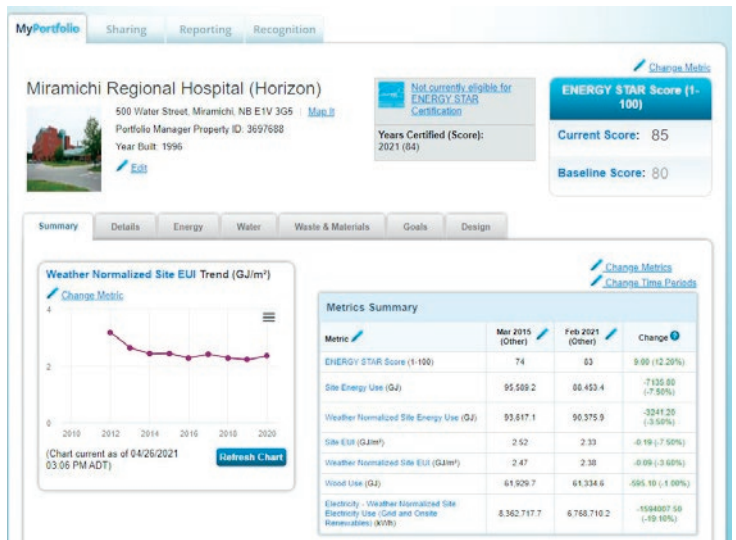 MyPortfolio Sharing Reporting Recognition
Change Metric
Miramichi Regional Hospital (Horizon)
500 Water Street, Miramichi, NB E1V 3G5 | Map It
Portfolio Manager Property ID: 3697688
Year Built: 1996
Edit
Not currently eligible for
ENERGY STAR
Certification
Years Certified (Score):
2021 (84)
ENERGY STAR Score (1-
100)
Current Score: 85
Baseline Score: 80
Summary Details Energy Water Waste & Materials Goals Design
Weather Normalized Site EUI Trend (GJ/m²)
Change Metric
4
2
0
2010 2012 2014 2016 2018 2020
(Chart current as of 04/26/2021
03:06 PM ADT)
Refresh Chart
Change Metrics
Change Time Periods
Metrics Summary
Metric Mar 2015 (Other) Feb 2021 (Other) Change ?
ENERGY STAR Score (1-100) 74 83 9.00 (12.20%)
Site Energy Use (GJ) 95,589.2 88,453.4 -7135.80 (-7.50%)
Weather Normalized Site Energy Use (GJ) 93,617.1 90,375.9 -3241.20 (-3.50%)
Site EUI (GJ/m²) 2.52 2.33 -0.19 (-7.50%)
Weather Normalized Site EUI (GJ/m²) 2.47 2.38 -0.09 (-3.60%)
Wood Use (GJ) 61,929.7 61,334.6 -595.10 (-1.00%)
Electricity - Weather Normalized Site
Electricity Use (Grid and Onsite
Renewables) (kWh) 8,362,717.7 6,768,710.2 -1594007.50 (-19.10%)